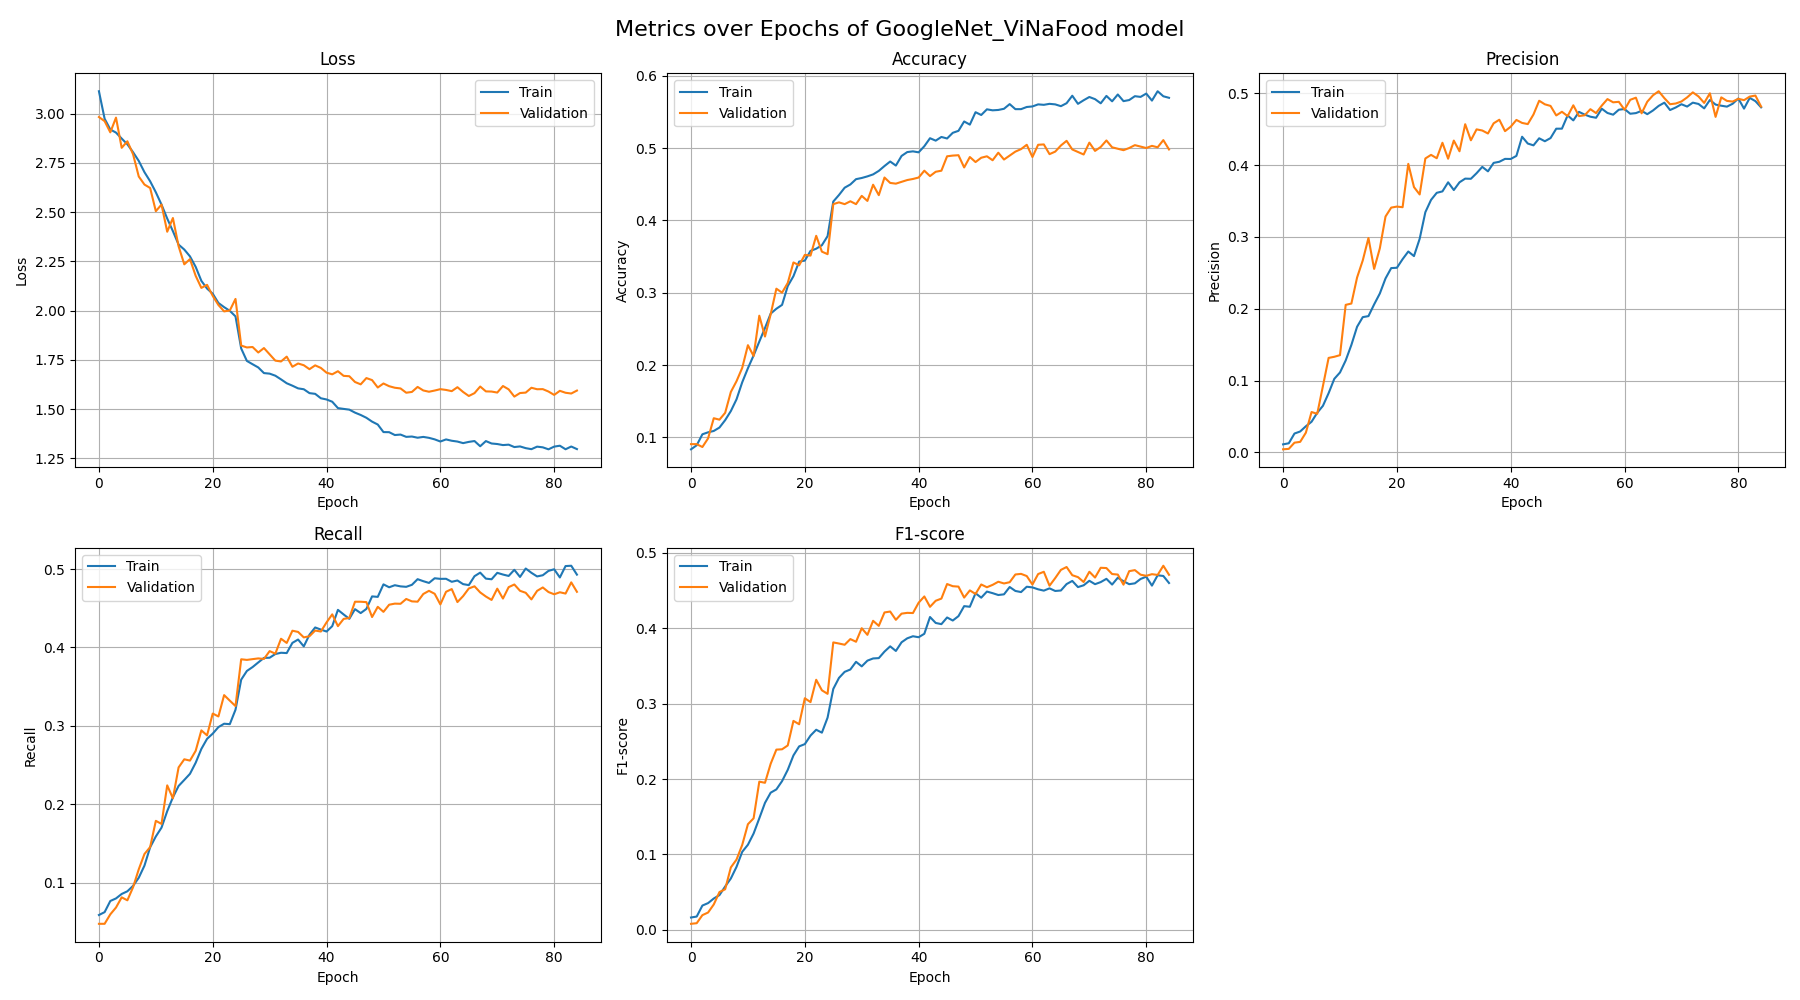 Metrics over Epochs of GoogleNet_ViNaFood model
Loss
Train
Validation
3.00
2.75
2.50
2.25
2.00
1.75
1.50
1.25
Loss
0 20 40 60 80
Epoch
Accuracy
Train
Validation
0.6
0.5
0.4
0.3
0.2
0.1
Accuracy
0 20 40 60 80
Epoch
Precision
Train
Validation
0.5
0.4
0.3
0.2
0.1
0.0
Precision
0 20 40 60 80
Epoch
Recall
Train
Validation
0.5
0.4
0.3
0.2
0.1
Recall
0 20 40 60 80
Epoch
F1-score
Train
Validation
0.5
0.4
0.3
0.2
0.1
0.0
F1-score
0 20 40 60 80
Epoch